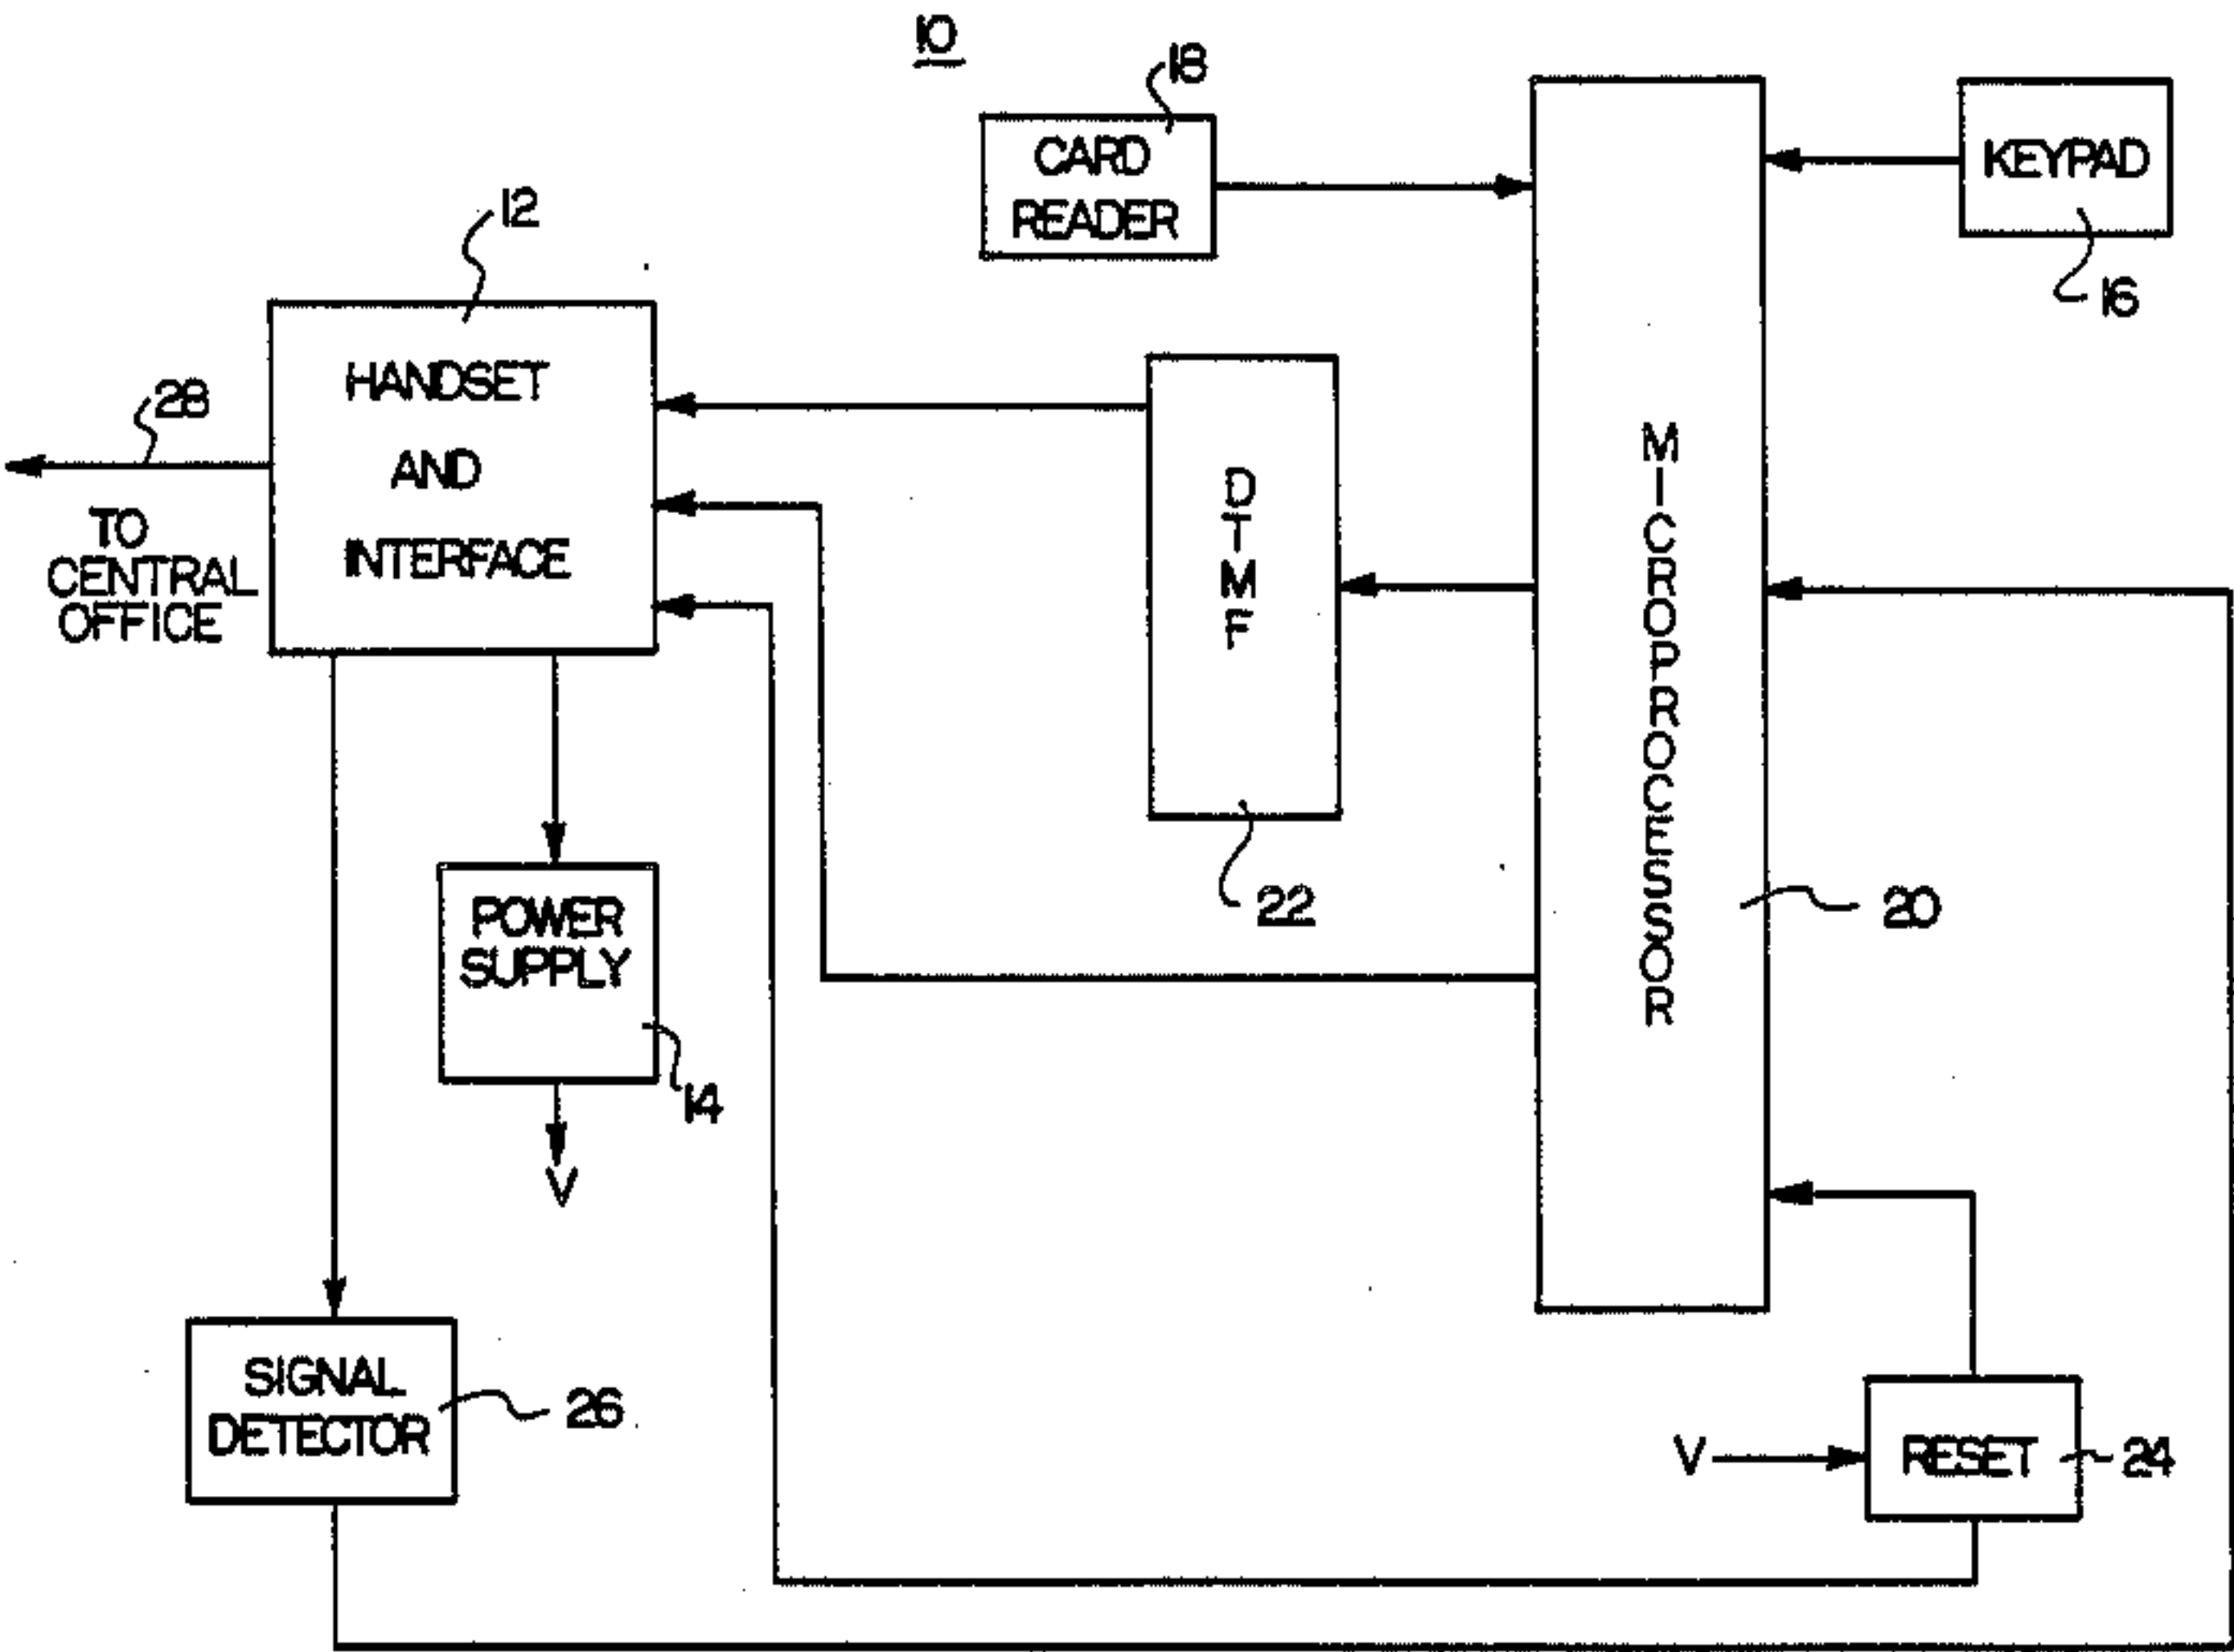 10
18
CARD
READER
KEYPAD
16
12
HANDSET
AND
INTERFACE
28
TO
CENTRAL
OFFICE
DTMF
22
MICROPROCESSOR
20
POWER
SUPPLY
14
V
SIGNAL
DETECTOR
26
V
RESET
24